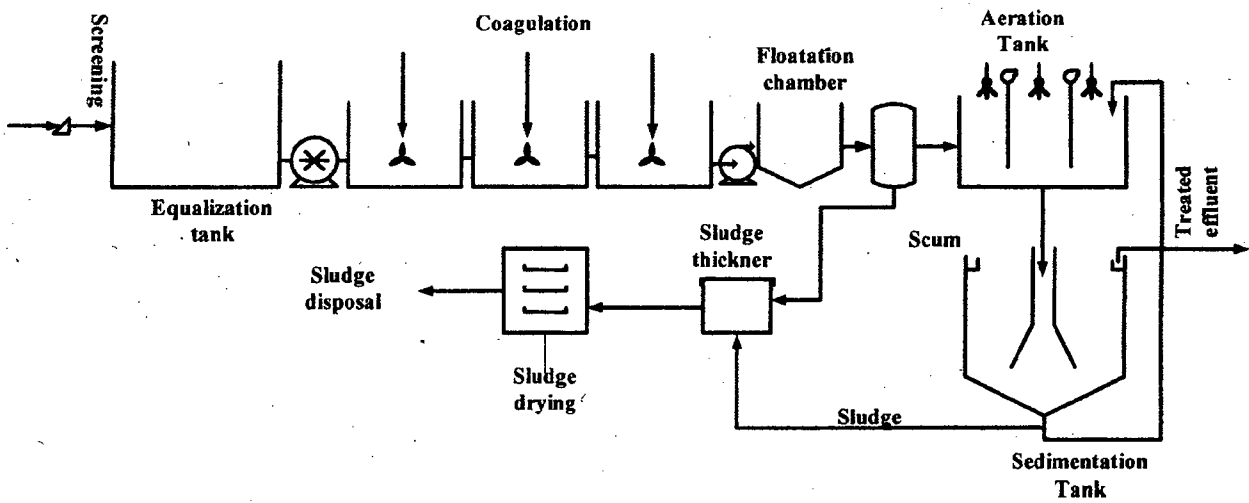 Screening
Equalization
tank
Coagulation
Floatation
chamber
Aeration
Tank
Treated
effluent
Scum
Sludge
thickner
Sludge
disposal
Sludge
drying
Sludge
Sedimentation
Tank